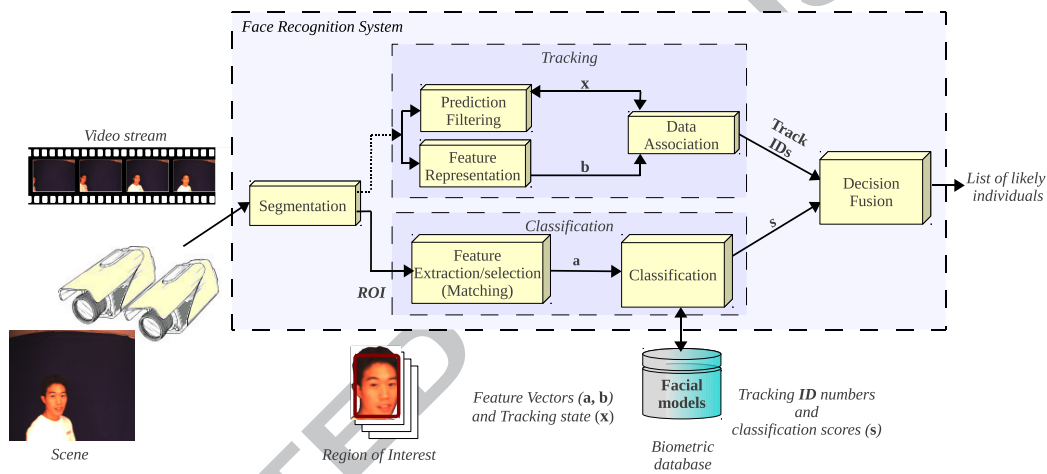 Face Recognition System
Tracking
Prediction
Filtering
x
Data
Association
Feature
Representation
b
Track
IDs
Video stream
Segmentation
Decision
Fusion
List of likely
individuals
Classification
Feature
Extraction/selection
(Matching)
a
Classification
s
ROI
Facial
models
Feature Vectors (a, b)
and Tracking state (x)
Tracking ID numbers
and
classification scores (s)
Scene
Region of Interest
Biometric
database
TED